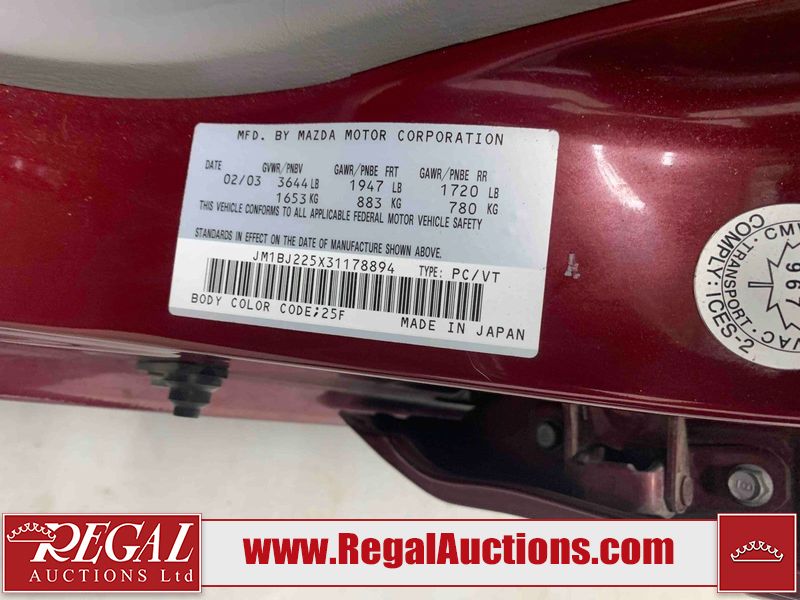 MFD. BY MAZDA MOTOR CORPORATION
DATE GVWR/PNBV GAWR/PNBE FRT GAWR/PNBE RR
02/03 3644 LB 1947 LB 1720 LB
1653 KG 883 KG 780 KG
THIS VEHICLE CONFORMS TO ALL APPLICABLE FEDERAL MOTOR VEHICLE SAFETY
STANDARDS IN EFFECT ON THE DATE OF MANUFACTURE SHOWN ABOVE.
JM1BJ225X31178894 TYPE: PC/VT
BODY COLOR CODE;25F
MADE IN JAPAN
967
COMPLY: ICES-2
TRANSPORT
8
REGAL
AUCTIONS Ltd
www.RegalAuctions.com